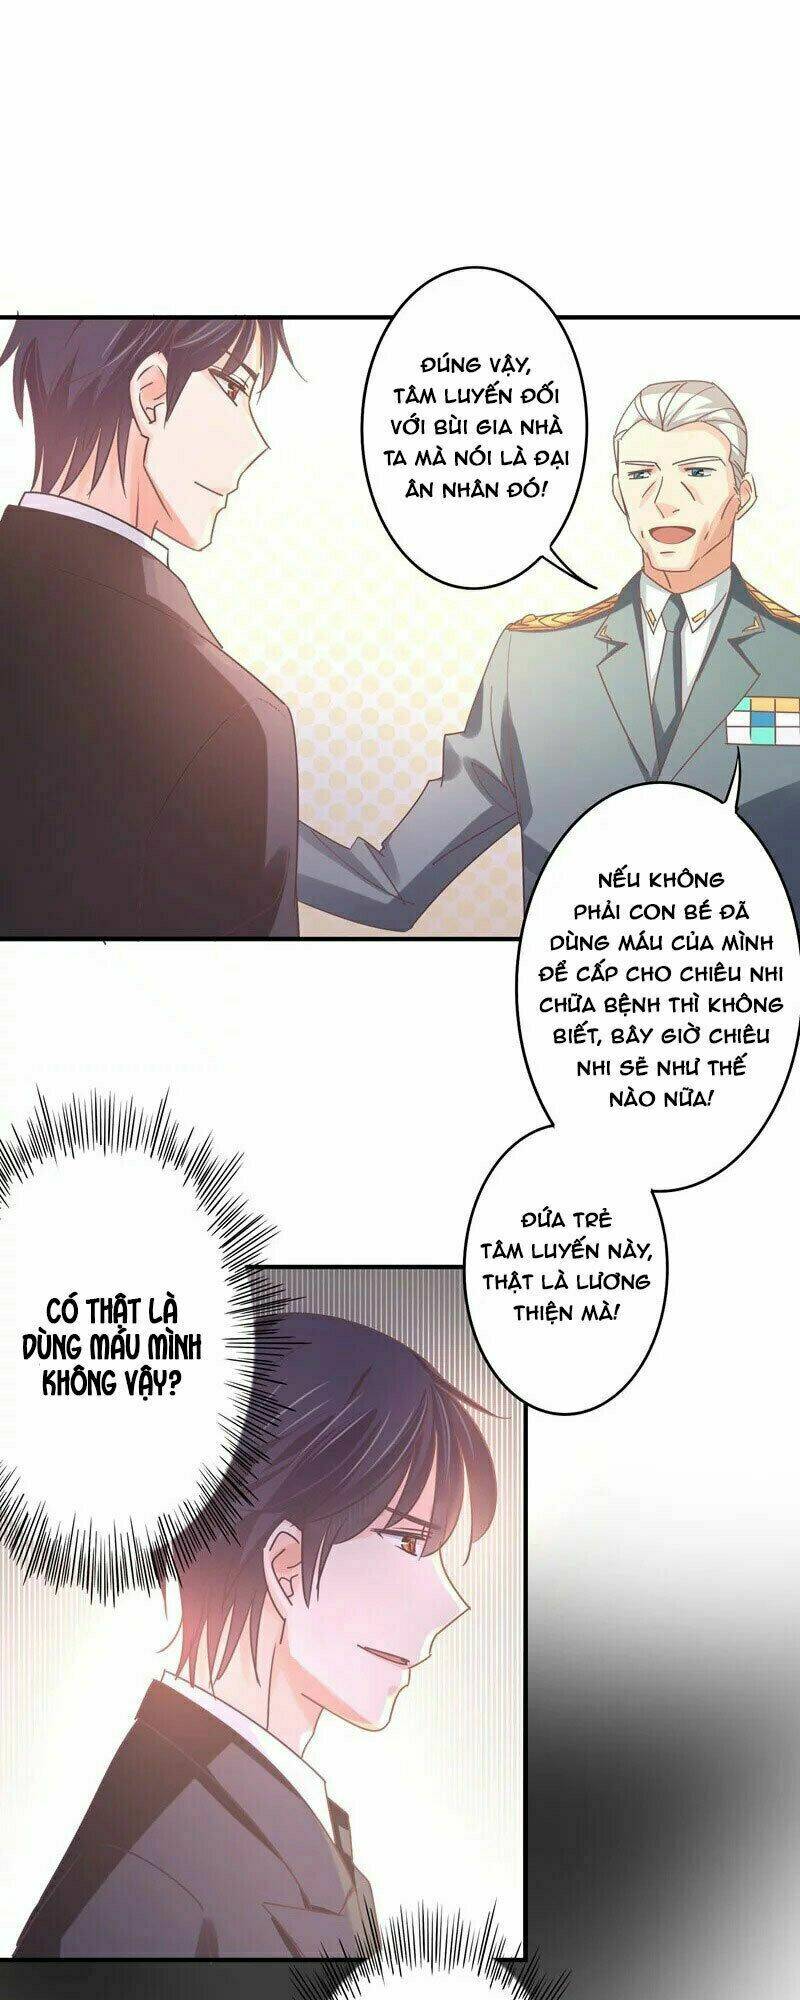 ĐÚNG VẬY,
TÂM LUYẾN ĐỐI
VỚI BÙI GIA NHÀ
TA MÀ NÓI LÀ ĐẠI
ÂN NHÂN ĐÓ!
NẾU KHÔNG
PHẢI CON BÉ ĐÃ
DÙNG MÁU CỦA MÌNH
ĐỂ CẤP CHO CHIÊU NHI
CHỮA BỆNH THÌ KHÔNG
BIẾT, BÂY GIỜ CHIÊU
NHI SẼ NHƯ THẾ
NÀO NỮA!
ĐỨA TRẺ
TÂM LUYẾN NÀY,
THẬT LÀ LƯƠNG
THIỆN MÀ!
CÓ THẬT LÀ
DÙNG MÁU MÌNH
KHÔNG VẬY?